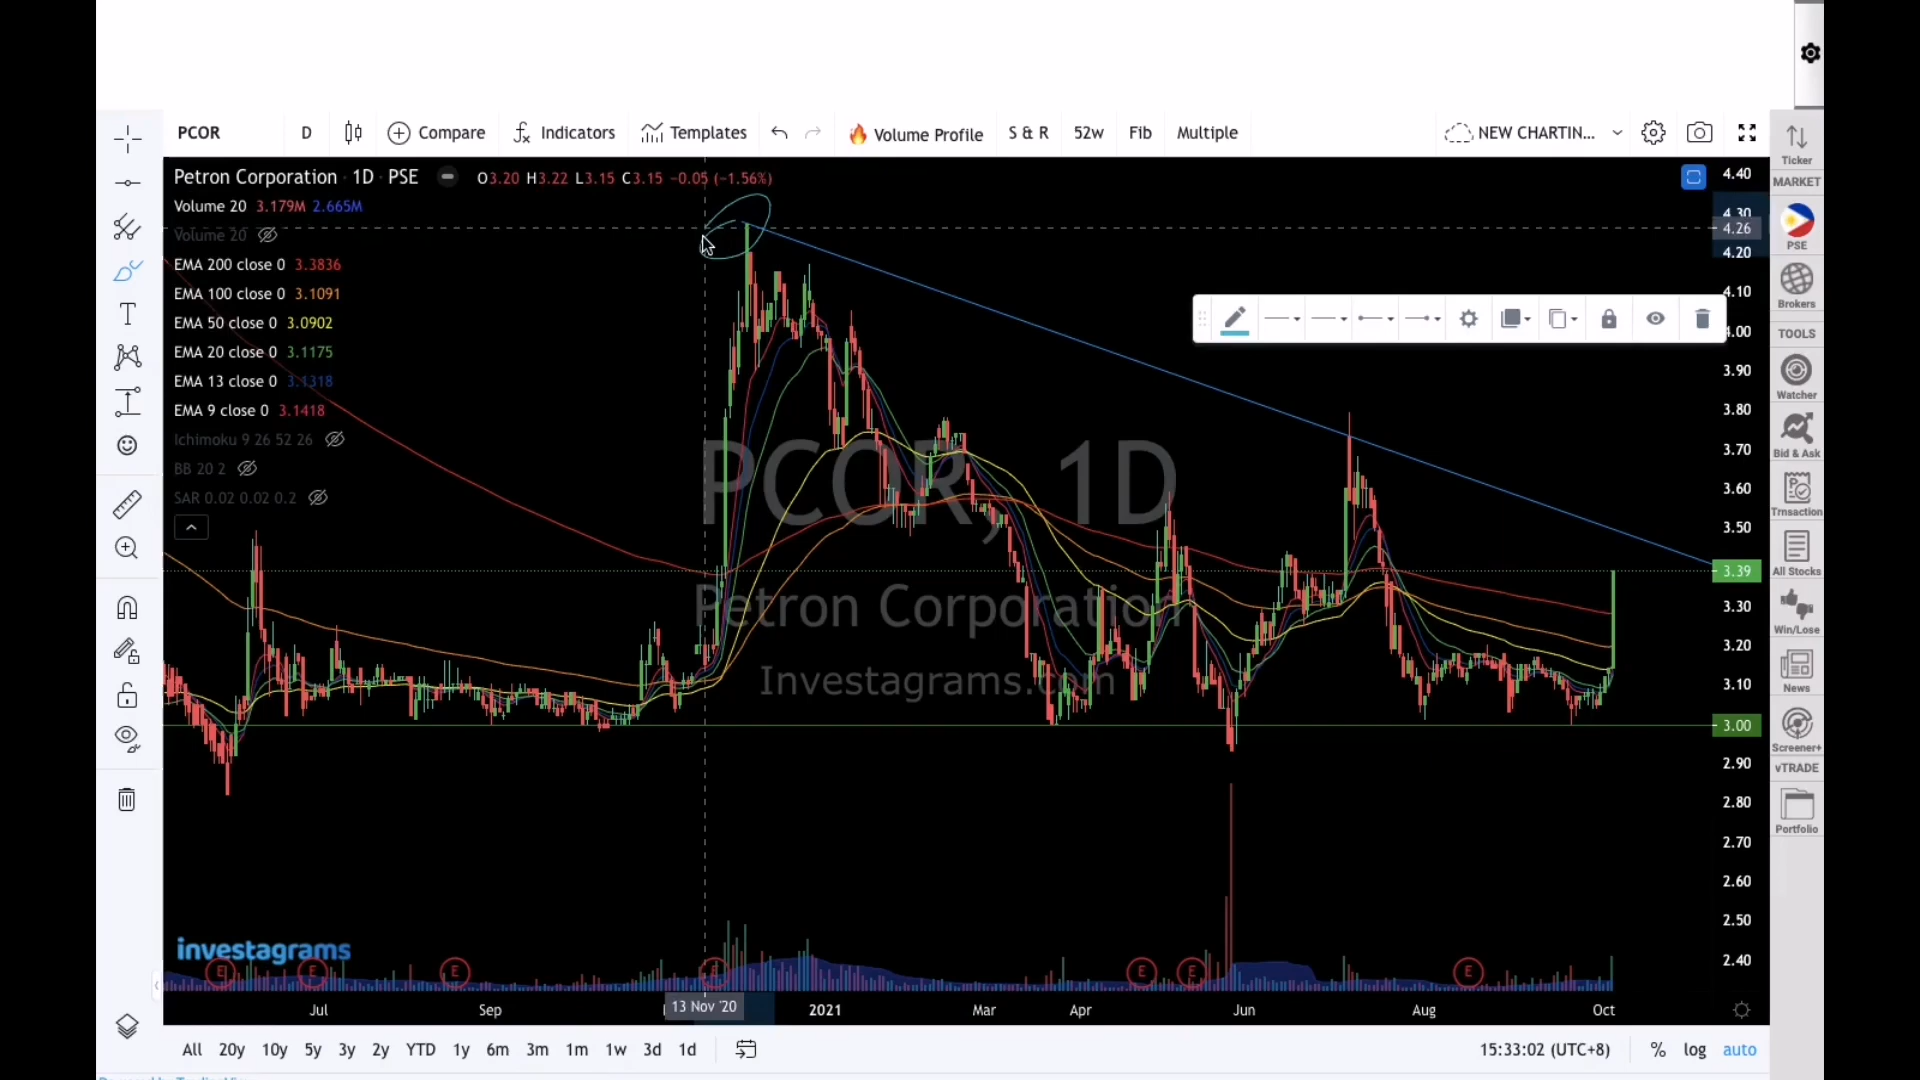 PCOR D Compare Indicators Templates Volume Profile S & R 52w Fib Multiple NEW CHARTIN...
Petron Corporation · 1D · PSE O3.20 H3.22 L3.15 C3.15 −0.05 (−1.56%)
Volume 20 3.179M 2.665M
Volume 20
EMA 200 close 0 3.3836
EMA 100 close 0 3.1091
EMA 50 close 0 3.0902
EMA 20 close 0 3.1175
EMA 13 close 0 3.1318
EMA 9 close 0 3.1418
Ichimoku 9 26 52 26
BB 20 2
SAR 0.02 0.02 0.2
PCOR, 1D
Petron Corporation
Investagrams.com
investagrams
E E E E E E E
4.40
4.30
4.26
4.20
4.10
4.00
3.90
3.80
3.70
3.60
3.50
3.39
3.30
3.20
3.10
3.00
2.90
2.80
2.70
2.60
2.50
2.40
Jul Sep 13 Nov '20 2021 Mar Apr Jun Aug Oct
All 20y 10y 5y 3y 2y YTD 1y 6m 3m 1m 1w 3d 1d 15:33:02 (UTC+8) % log auto
Ticker
MARKET
PSE
Brokers
TOOLS
Watcher
Bid & Ask
Trnsaction
All Stocks
Win/Lose
News
Screener+
vTRADE
Portfolio